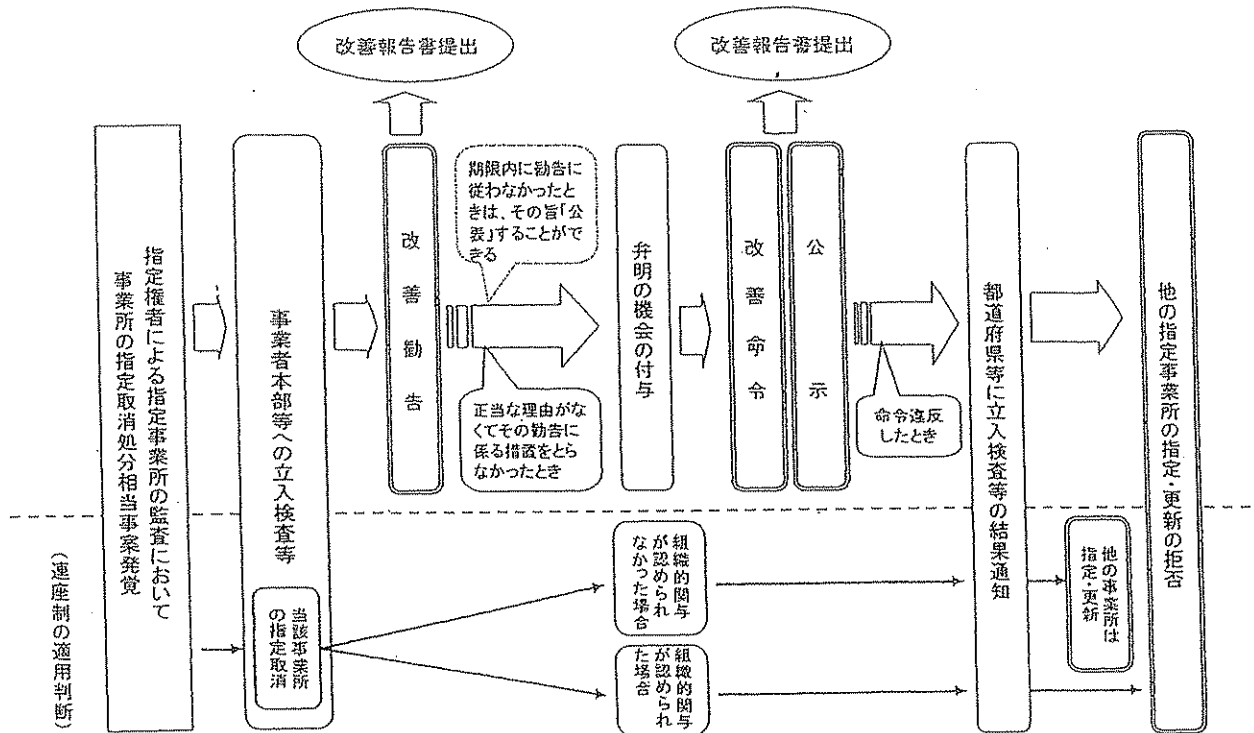 改善報告書提出
改善報告書提出
指定権者による指定事業所の監査において
事業所の指定取消処分相当事案発覚
事業者本部等への立入検査等
改善勧告
期限内に勧告に
従わなかったと
きは、その旨「公
表」することがで
きる
正当な理由がな
くてその勧告に
係る措置をとら
なかったとき
弁明の機会の付与
改善命令
公示
命令違反
したとき
都道府県等に立入検査等の結果通知
他の指定事業所の指定・更新の拒否
(連座制の適用判断)
当該事業所
の指定取消
組織的関与
が認められ
なかった場合
組織的関与
が認められ
た場合
他の事業所は
指定・更新